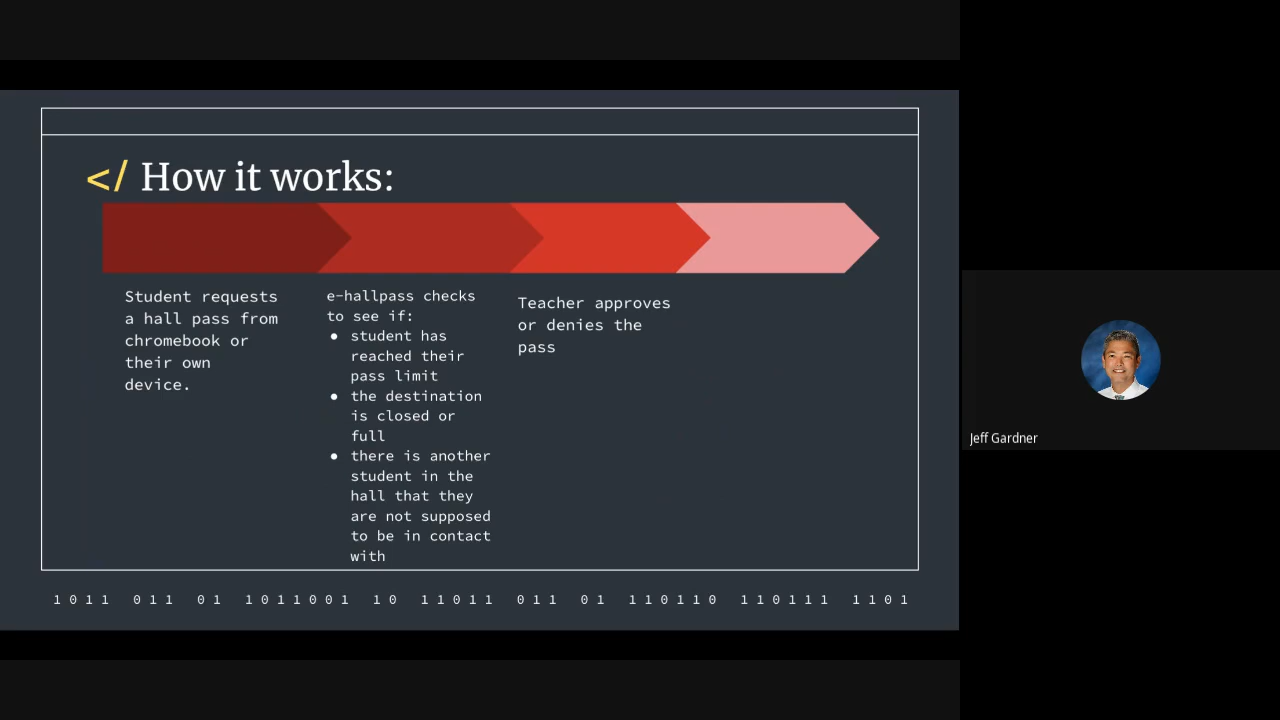 </ How it works:
Student requests
a hall pass from
chromebook or
their own
device.
e-hallpass checks
to see if:
● student has
reached their
pass limit
● the destination
is closed or
full
● there is another
student in the
hall that they
are not supposed
to be in contact
with
Teacher approves
or denies the
pass
1011 011 01 1011001 10 11011 011 01 110110 110111 1101
Jeff Gardner